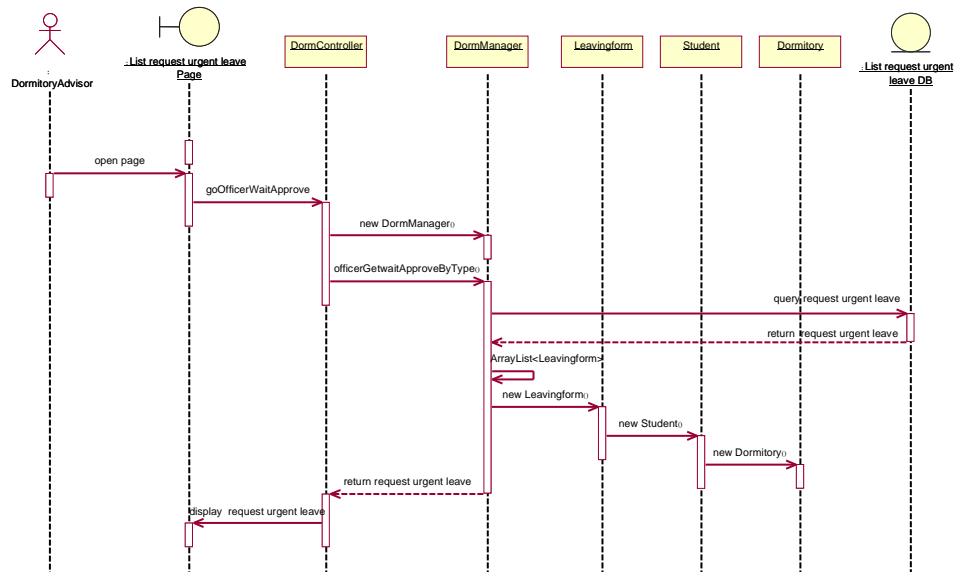 :
DormitoryAdvisor
: List request urgent leave
Page
DormController
DormManager
Leavingform
Student
Dormitory
: List request urgent
leave DB
open page
goOfficerWaitApprove
new DormManager()
officerGetwaitApproveByType()
query request urgent leave
return request urgent leave
ArrayList<Leavingform>
new Leavingform()
new Student()
new Dormitory()
return request urgent leave
display request urgent leave